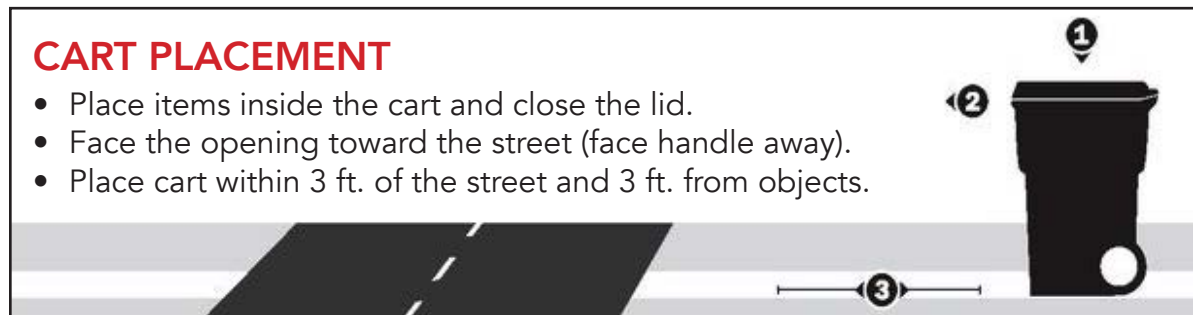 CART PLACEMENT
• Place items inside the cart and close the lid.
• Face the opening toward the street (face handle away).
• Place cart within 3 ft. of the street and 3 ft. from objects.
1
2
3